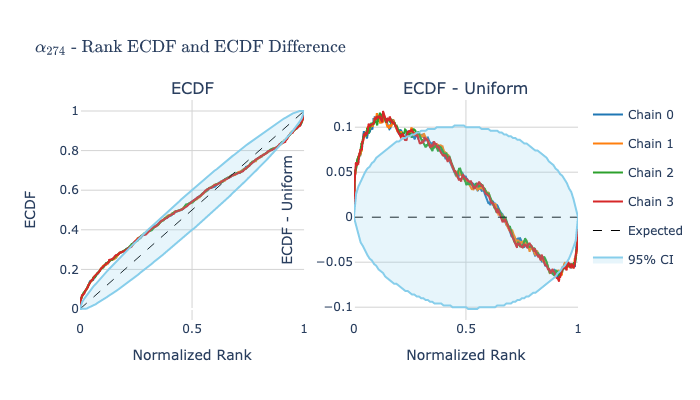 α₂₇₄ - Rank ECDF and ECDF Difference
ECDF
ECDF
1
0.8
0.6
0.4
0.2
0
0
0.5
1
Normalized Rank
ECDF - Uniform
ECDF - Uniform
0.1
0.05
0
−0.05
−0.1
0
0.5
1
Normalized Rank
Chain 0
Chain 1
Chain 2
Chain 3
Expected
95% CI